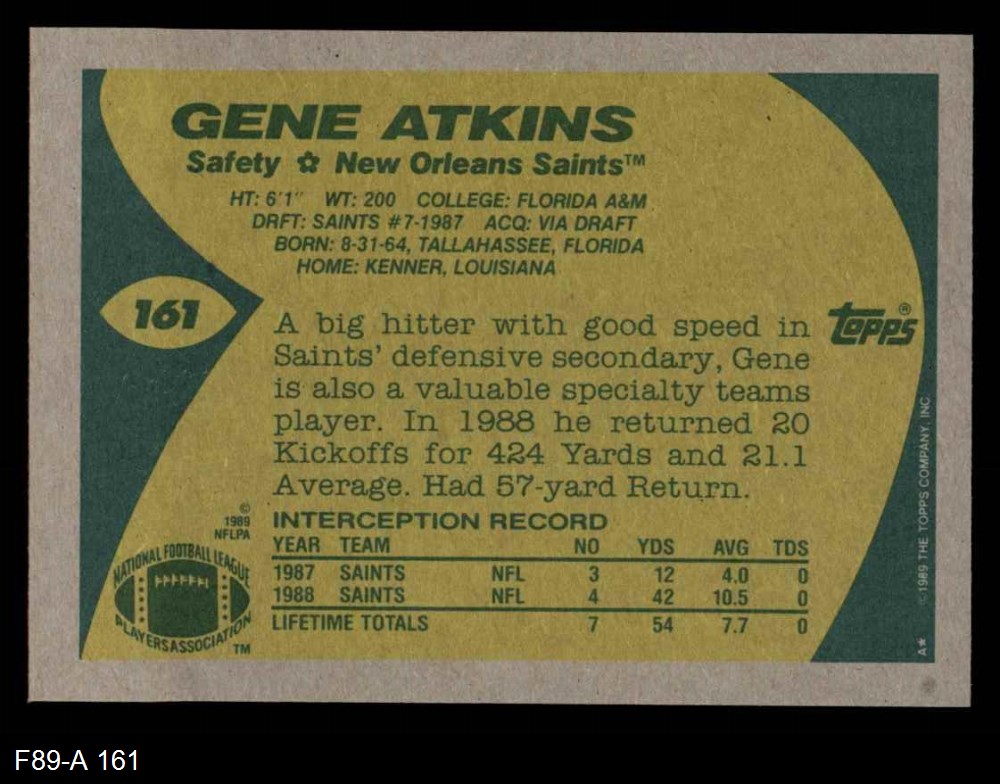 GENE ATKINS
Safety ✿ New Orleans Saints™
HT: 6'1" WT: 200 COLLEGE: FLORIDA A&M
DRFT: SAINTS #7-1987 ACQ: VIA DRAFT
BORN: 8-31-64, TALLAHASSEE, FLORIDA
HOME: KENNER, LOUISIANA
161
topps®
A big hitter with good speed in
Saints' defensive secondary, Gene
is also a valuable specialty teams
player. In 1988 he returned 20
Kickoffs for 424 Yards and 21.1
Average. Had 57-yard Return.
©
1989
NFLPA
NATIONAL FOOTBALL LEAGUE
PLAYERS ASSOCIATION
TM
INTERCEPTION RECORD
YEAR TEAM NO YDS AVG TDS
1987 SAINTS NFL 3 12 4.0 0
1988 SAINTS NFL 4 42 10.5 0
LIFETIME TOTALS 7 54 7.7 0
©1989 THE TOPPS COMPANY, INC.
A*
F89-A 161